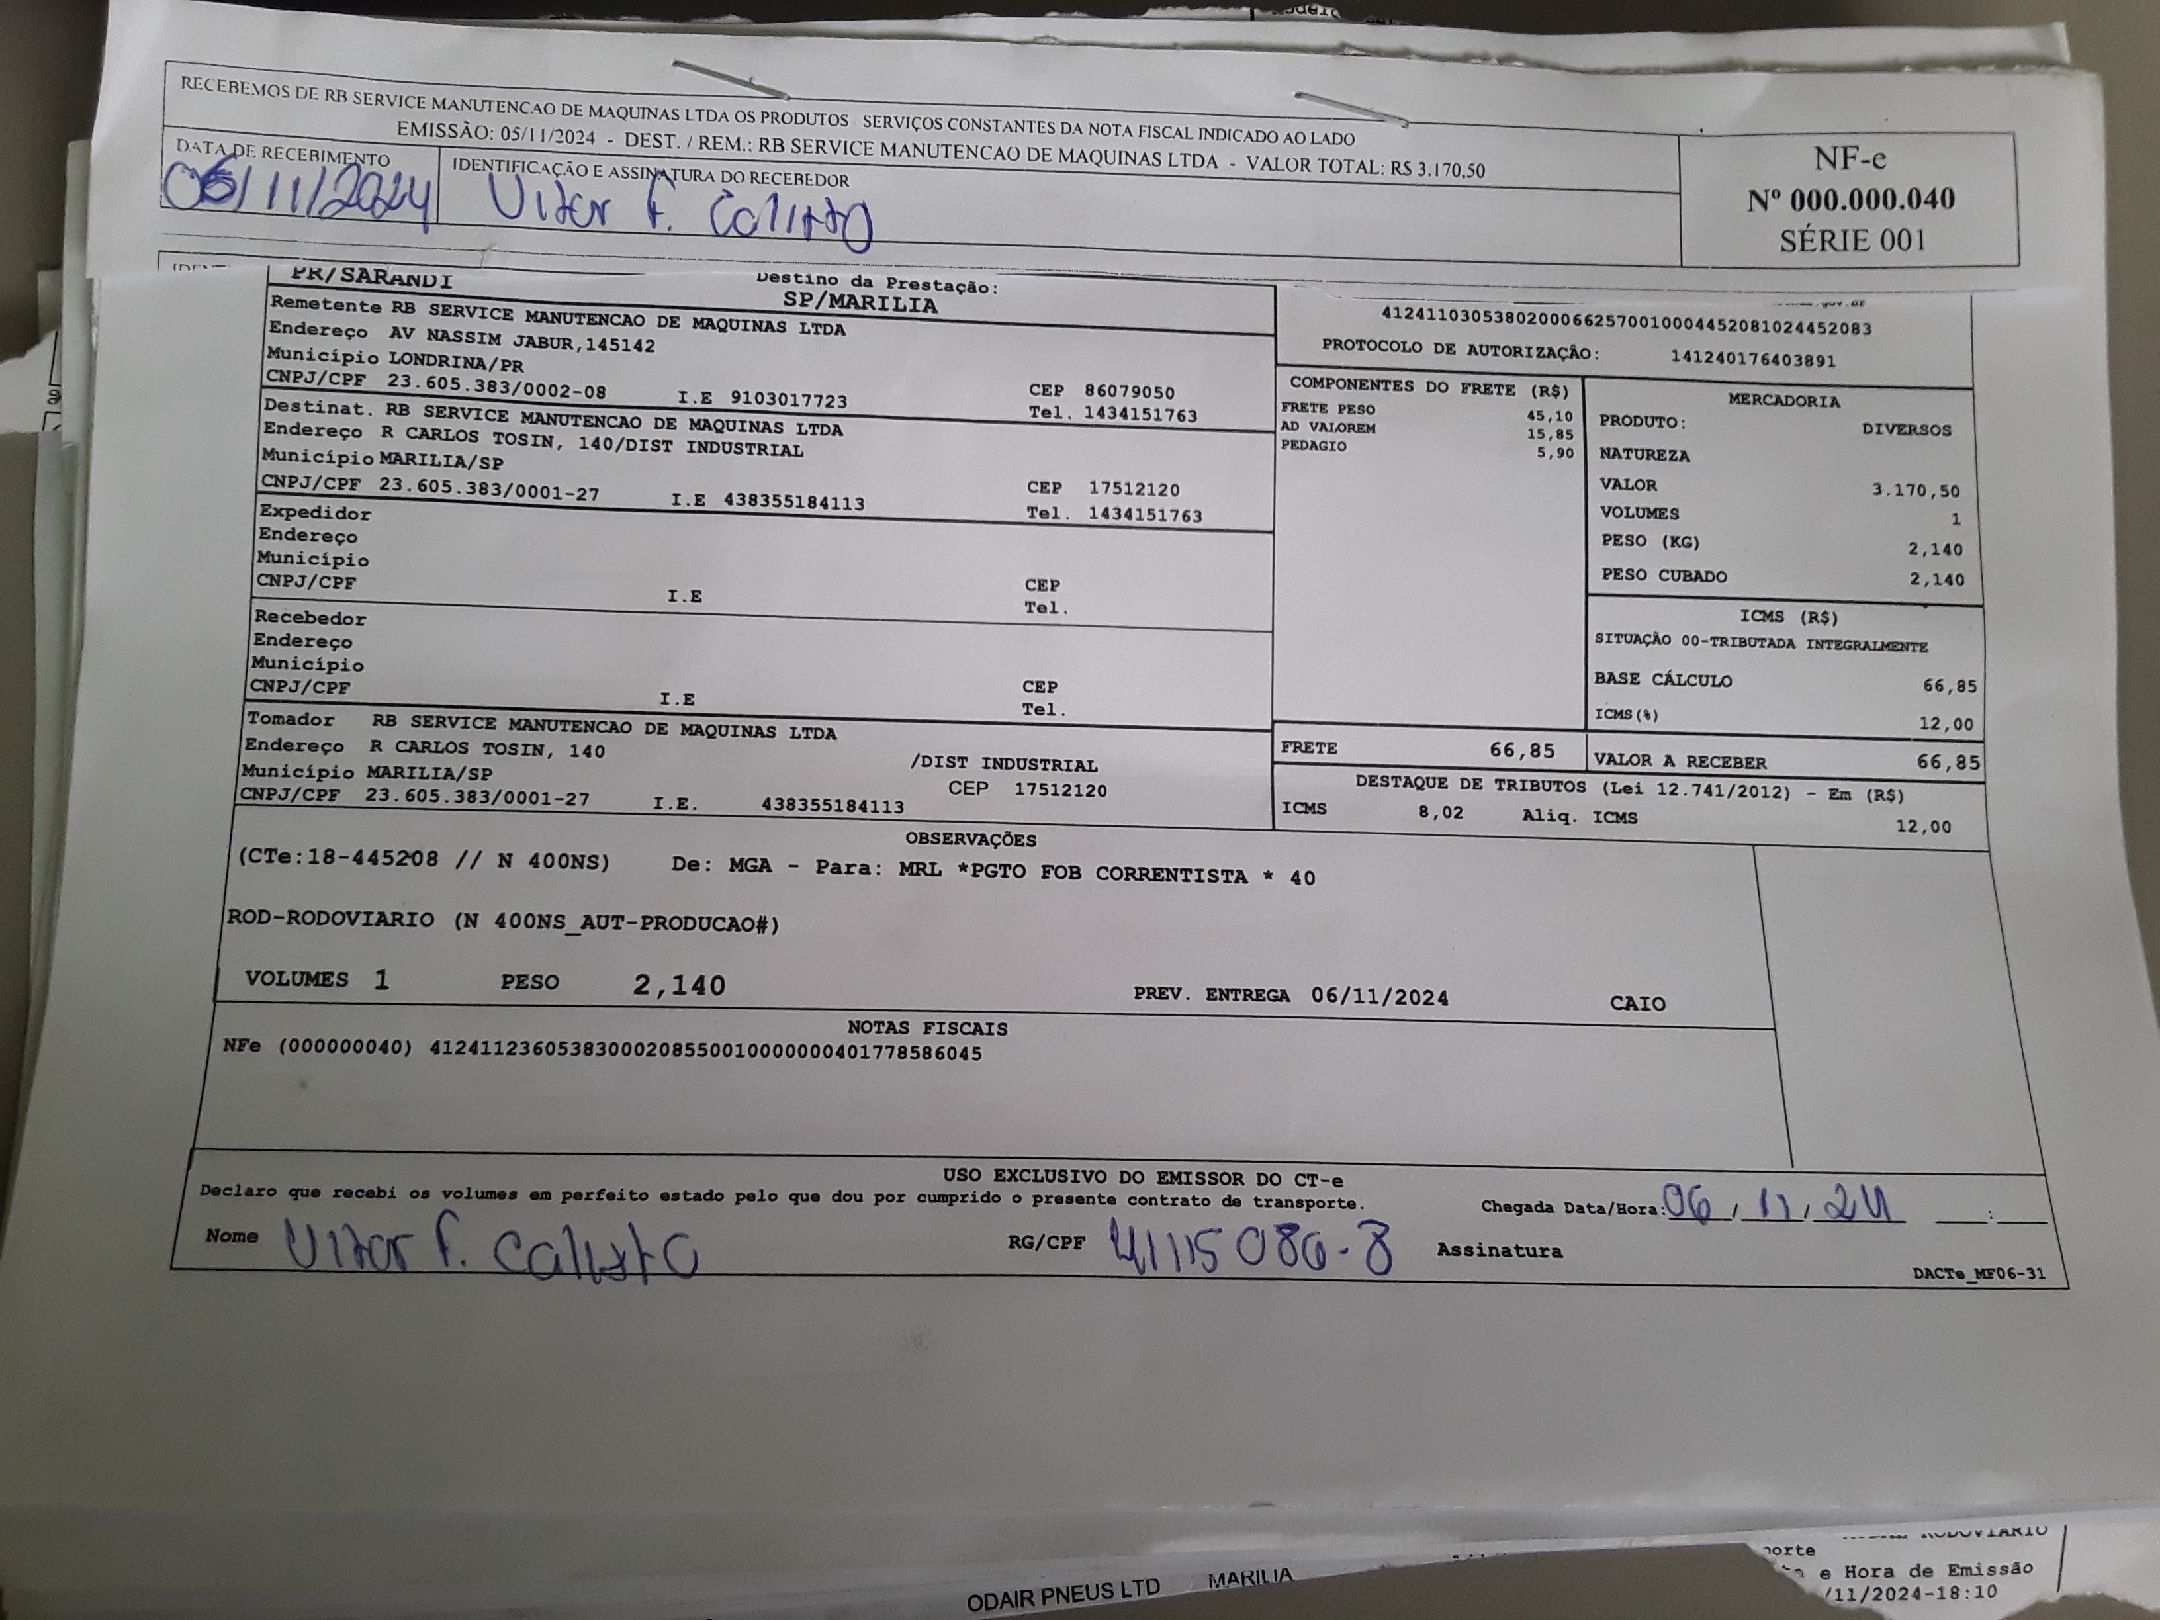 RECEBEMOS DE RB SERVICE MANUTENCAO DE MAQUINAS LTDA OS PRODUTOS SERVIÇOS CONSTANTES DA NOTA FISCAL INDICADO AO LADO
EMISSÃO: 05/11/2024 - DEST. / REM.: RB SERVICE MANUTENCAO DE MAQUINAS LTDA - VALOR TOTAL: R$ 3.170,50
NF-e
Nº 000.000.040
SÉRIE 001
DATA DE RECEBIMENTO
06/11/2024
IDENTIFICAÇÃO E ASSINATURA DO RECEBEDOR
Vitor F. Calisto
PR/SARANDI
Destino da Prestação:
SP/MARILIA
41241103053802000662570010004452081024452083
PROTOCOLO DE AUTORIZAÇÃO: 141240176403891
Remetente RB SERVICE MANUTENCAO DE MAQUINAS LTDA
Endereço AV NASSIM JABUR,145142
Município LONDRINA/PR CEP 86079050
CNPJ/CPF 23.605.383/0002-08 I.E 9103017723 Tel. 1434151763
Destinat. RB SERVICE MANUTENCAO DE MAQUINAS LTDA
Endereço R CARLOS TOSIN, 140/DIST INDUSTRIAL
Município MARILIA/SP CEP 17512120
CNPJ/CPF 23.605.383/0001-27 I.E 438355184113 Tel. 1434151763
Expedidor
Endereço
Município CEP
CNPJ/CPF I.E Tel.
Recebedor
Endereço
Município CEP
CNPJ/CPF I.E Tel.
Tomador RB SERVICE MANUTENCAO DE MAQUINAS LTDA
Endereço R CARLOS TOSIN, 140 /DIST INDUSTRIAL
Município MARILIA/SP CEP 17512120
CNPJ/CPF 23.605.383/0001-27 I.E. 438355184113
COMPONENTES DO FRETE (R$)
FRETE PESO 45,10
AD VALOREM 15,85
PEDAGIO 5,90
MERCADORIA
PRODUTO: DIVERSOS
NATUREZA
VALOR 3.170,50
VOLUMES 1
PESO (KG) 2,140
PESO CUBADO 2,140
ICMS (R$)
SITUAÇÃO 00-TRIBUTADA INTEGRALMENTE
BASE CÁLCULO 66,85
ICMS(%) 12,00
FRETE 66,85
VALOR A RECEBER 66,85
DESTAQUE DE TRIBUTOS (Lei 12.741/2012) - Em (R$)
ICMS 8,02 Aliq. ICMS 12,00
OBSERVAÇÕES
(CTe:18-445208 // N 400NS) De: MGA - Para: MRL *PGTO FOB CORRENTISTA * 40
ROD-RODOVIARIO (N 400NS_AUT-PRODUCAO#)
VOLUMES 1 PESO 2,140 PREV. ENTREGA 06/11/2024 CAIO
NOTAS FISCAIS
NFe (000000040) 41241123605383000208550010000000401778586045
USO EXCLUSIVO DO EMISSOR DO CT-e
Declaro que recebi os volumes em perfeito estado pelo que dou por cumprido o presente contrato de transporte.
Chegada Data/Hora: 06/11/24 :
Nome Vitor F. Calisto RG/CPF 41115080-8 Assinatura
DACTe_MF06-31
ODAIR PNEUS LTD MARILIA
e Hora de Emissão
/11/2024-18:10